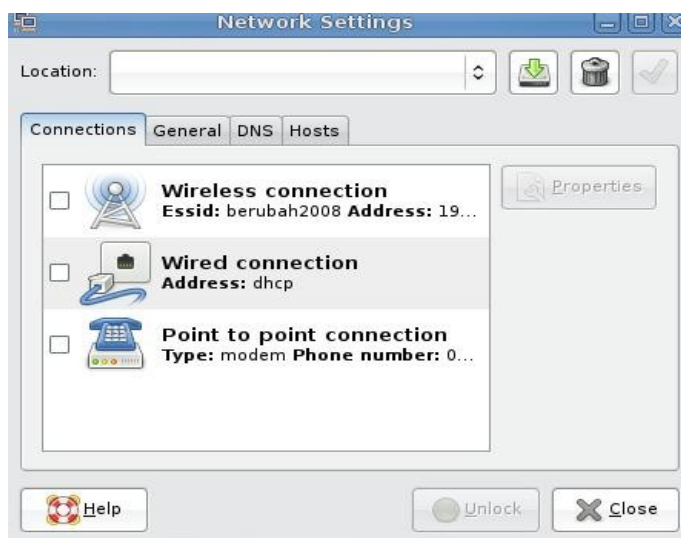 Network Settings
Location:
Connections General DNS Hosts
Wireless connection
Essid: berubah2008 Address: 19...
Properties
Wired connection
Address: dhcp
Point to point connection
Type: modem Phone number: 0...
Help Unlock Close